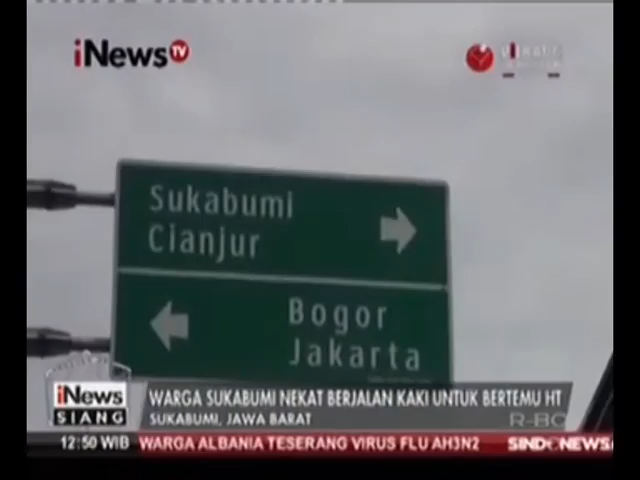 iNews TV
Sukabumi
Cianjur
Bogor
Jakarta
iNews
SIANG
WARGA SUKABUMI NEKAT BERJALAN KAKI UNTUK BERTEMU HT
SUKABUMI, JAWA BARAT
12:50 WIB
WARGA ALBANIA TESERANG VIRUS FLU AH3N2
SINDONEWS.